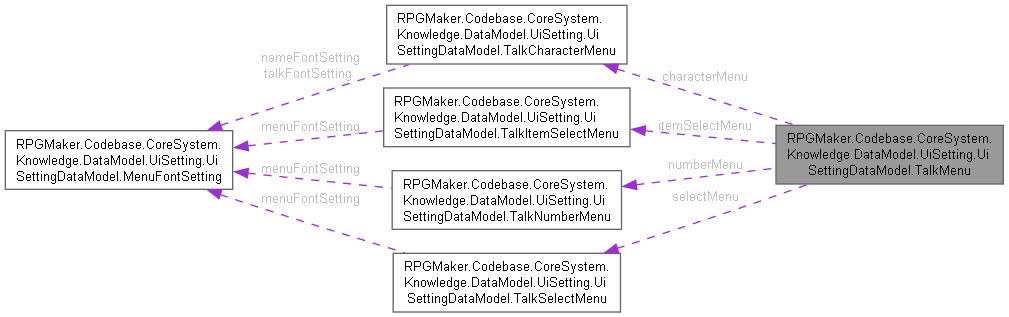 RPGMaker.Codebase.CoreSystem.
Knowledge.DataModel.UiSetting.Ui
SettingDataModel.TalkCharacterMenu
nameFontSetting
talkFontSetting
characterMenu
RPGMaker.Codebase.CoreSystem.
Knowledge.DataModel.UiSetting.Ui
SettingDataModel.TalkItemSelectMenu
menuFontSetting
itemSelectMenu
RPGMaker.Codebase.CoreSystem.
Knowledge.DataModel.UiSetting.Ui
SettingDataModel.MenuFontSetting
RPGMaker.Codebase.CoreSystem.
Knowledge.DataModel.UiSetting.Ui
SettingDataModel.TalkMenu
menuFontSetting
numberMenu
RPGMaker.Codebase.CoreSystem.
Knowledge.DataModel.UiSetting.Ui
SettingDataModel.TalkNumberMenu
menuFontSetting
selectMenu
RPGMaker.Codebase.CoreSystem.
Knowledge.DataModel.UiSetting.Ui
SettingDataModel.TalkSelectMenu